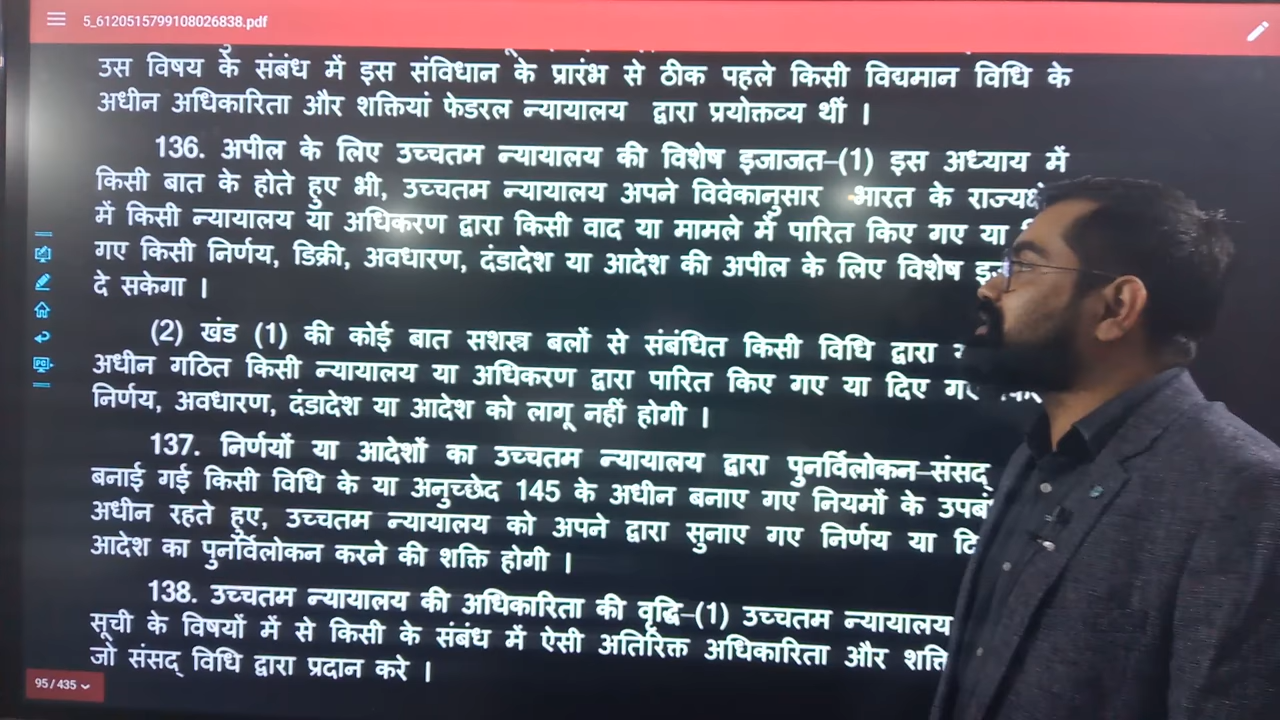 5_6120515799108026838.pdf
उस विषय के संबंध में इस संविधान के प्रारंभ से ठीक पहले किसी विद्यमान विधि के
अधीन अधिकारिता और शक्तियां फेडरल न्यायालय द्वारा प्रयोक्तव्य थीं ।
136. अपील के लिए उच्चतम न्यायालय की विशेष इजाजत–(1) इस अध्याय में
किसी बात के होते हुए भी, उच्चतम न्यायालय अपने विवेकानुसार भारत के
में किसी न्यायालय या अधिकरण द्वारा किसी वाद या मामले में पारित किए गए या
गए किसी निर्णय, डिक्री, अवधारण, दंडादेश या आदेश की अपील के लिए विशेष
दे सकेगा ।
(2) खंड (1) की कोई बात सशस्त्र बलों से संबंधित किसी विधि द्वारा
अधीन गठित किसी न्यायालय या अधिकरण द्वारा पारित किए गए या दिए
निर्णय, अवधारण, दंडादेश या आदेश को लागू नहीं होगी ।
137. निर्णयों या आदेशों का उच्चतम न्यायालय द्वारा पुनर्विलोकन–संसद्
बनाई गई किसी विधि के या अनुच्छेद 145 के अधीन बनाए गए नियमों के
अधीन रहते हुए, उच्चतम न्यायालय को अपने द्वारा सुनाए गए निर्णय या
आदेश का पुनर्विलोकन करने की शक्ति होगी ।
138. उच्चतम न्यायालय की अधिकारिता की वृद्धि–(1) उच्चतम न्यायालय
सूची के विषयों में से किसी के संबंध में ऐसी अतिरिक्त अधिकारिता और
जो संसद् विधि द्वारा प्रदान करे ।
95 / 435